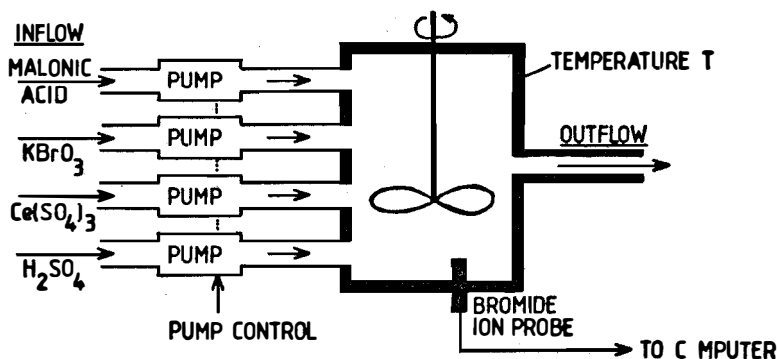 INFLOW
MALONIC
ACID
PUMP
TEMPERATURE T
KBrO3
PUMP
OUTFLOW
Ce(SO4)3
PUMP
H2SO4
PUMP
PUMP CONTROL
BROMIDE
ION PROBE
TO C MPUTER